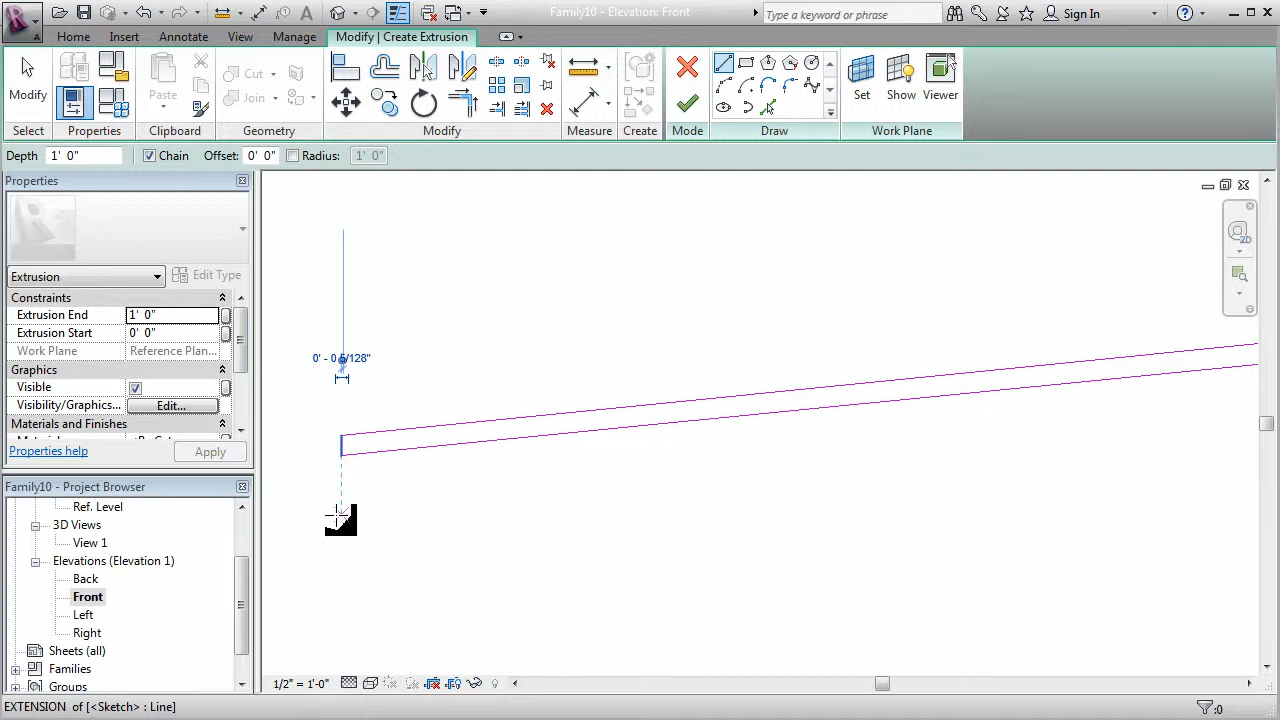 Family10 - Elevation: Front
Type a keyword or phrase
Sign In
Home
Insert
Annotate
View
Manage
Modify | Create Extrusion
Modify
Paste
Cut
Join
Set
Show
Viewer
Select
Properties
Clipboard
Geometry
Modify
Measure
Create
Mode
Draw
Work Plane
Depth 1' 0"
Chain
Offset: 0' 0"
Radius: 1' 0"
Properties
Extrusion
Edit Type
Constraints
Extrusion End 1' 0"
Extrusion Start 0' 0"
Work Plane Reference Plan...
Graphics
Visible
Visibility/Graphics... Edit...
Materials and Finishes
Properties help
Apply
Family10 - Project Browser
Ref. Level
3D Views
View 1
Elevations (Elevation 1)
Back
Front
Left
Right
Sheets (all)
Families
Groups
2D
1/2" = 1'-0"
EXTENSION of [<Sketch> : Line]
:0